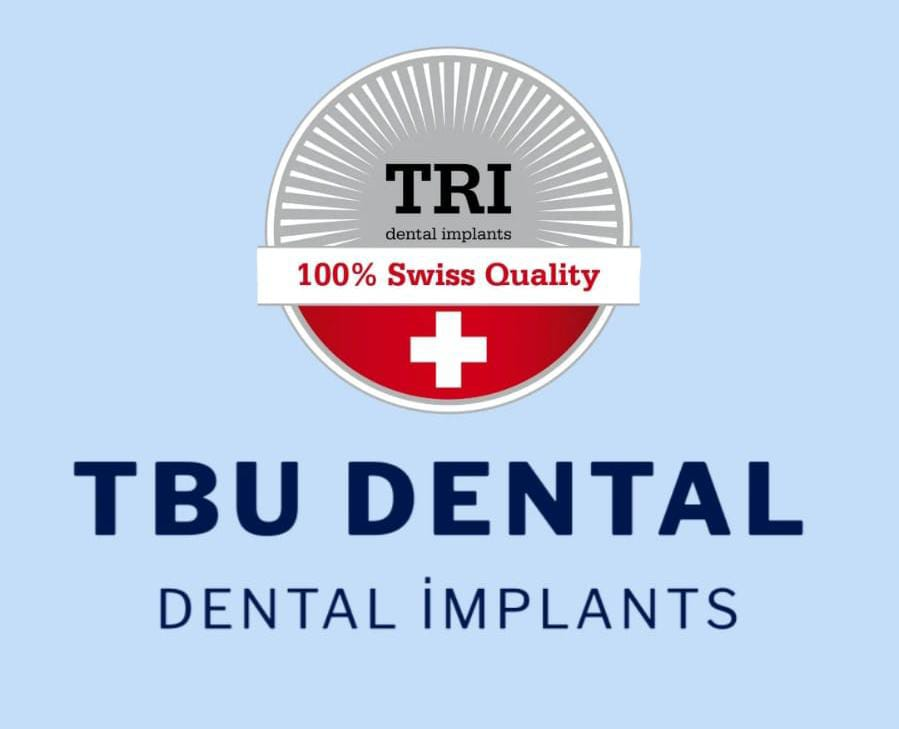 TRI
dental implants
100% Swiss Quality
TBU DENTAL
DENTAL İMPLANTS